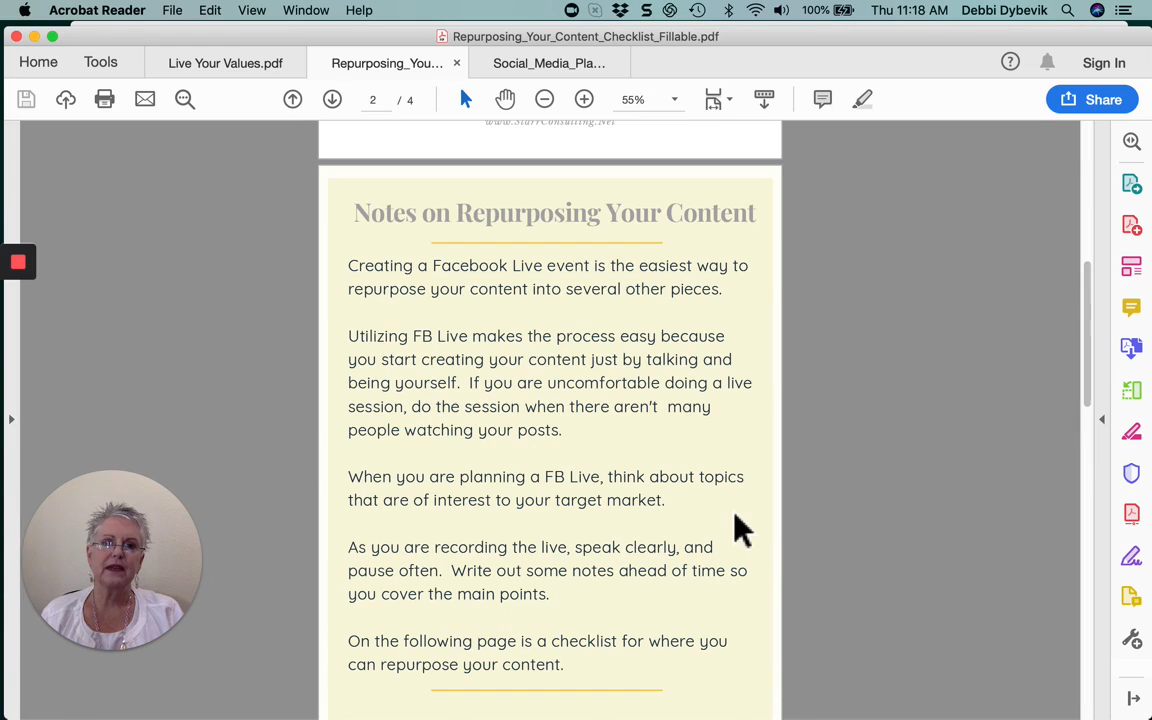 Acrobat Reader File Edit View Window Help 100% Thu 11:18 AM Debbi Dybevik
Repurposing_Your_Content_Checklist_Fillable.pdf
Home Tools Live Your Values.pdf Repurposing_You... × Social_Media_Pla... Sign In
2 / 4 55% Share
www.StarrConsulting.Net
Notes on Repurposing Your Content
Creating a Facebook Live event is the easiest way to
repurpose your content into several other pieces.
Utilizing FB Live makes the process easy because
you start creating your content just by talking and
being yourself.  If you are uncomfortable doing a live
session, do the session when there aren't  many
people watching your posts.
When you are planning a FB Live, think about topics
that are of interest to your target market.
As you are recording the live, speak clearly, and
pause often.  Write out some notes ahead of time so
you cover the main points.
On the following page is a checklist for where you
can repurpose your content.